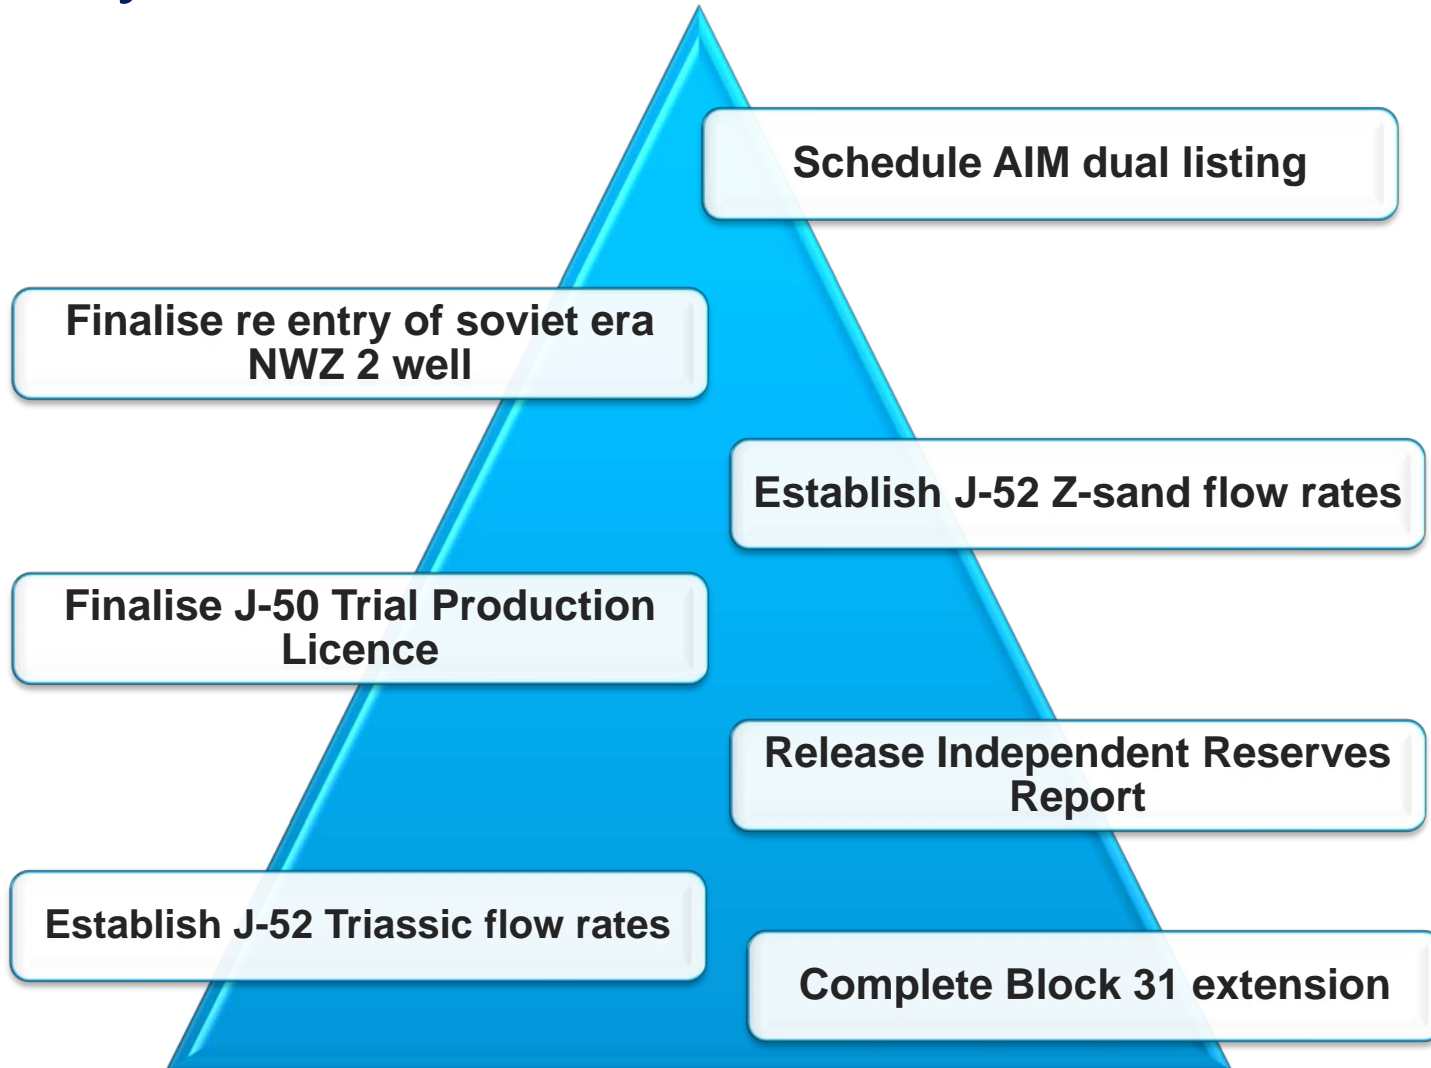 Schedule AIM dual listing
Finalise re entry of soviet era
NWZ 2 well
Establish J-52 Z-sand flow rates
Finalise J-50 Trial Production
Licence
Release Independent Reserves
Report
Establish J-52 Triassic flow rates
Complete Block 31 extension